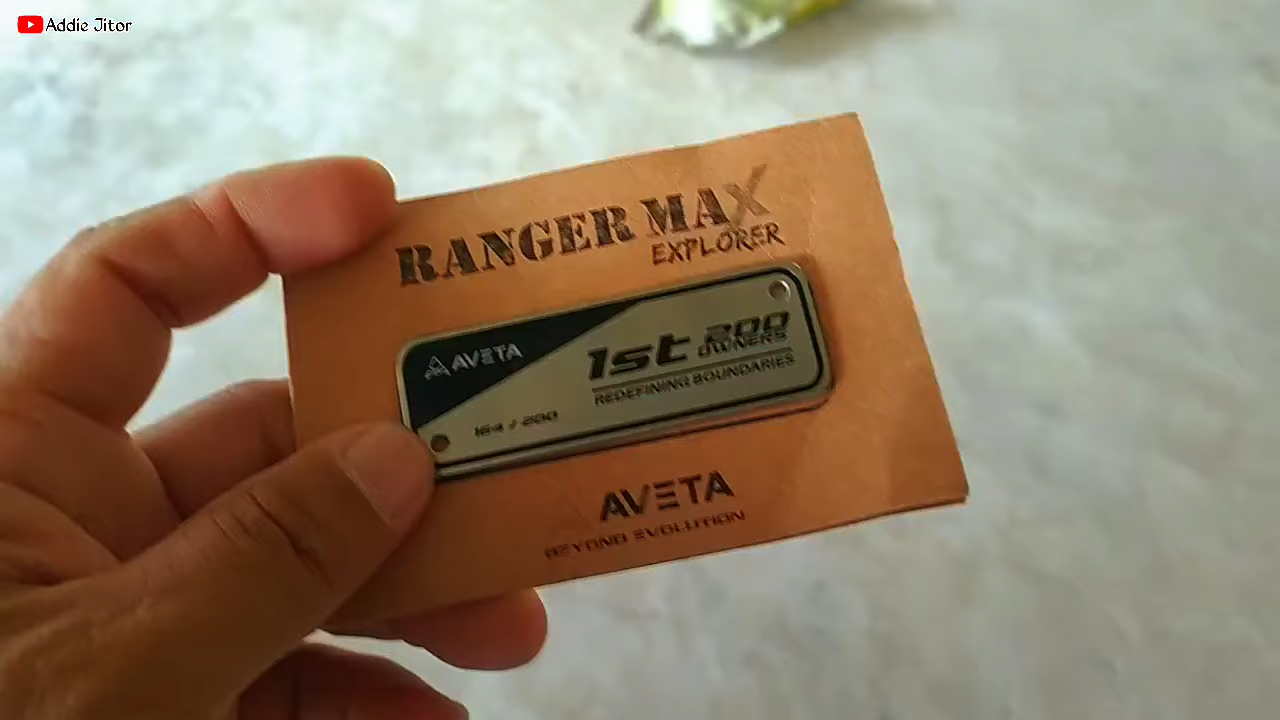 Addie Jitor
RANGER MAX
EXPLORER
AVETA
1st 200
OWNERS
REDEFINING BOUNDARIES
164 / 200
AVETA
BEYOND EVOLUTION